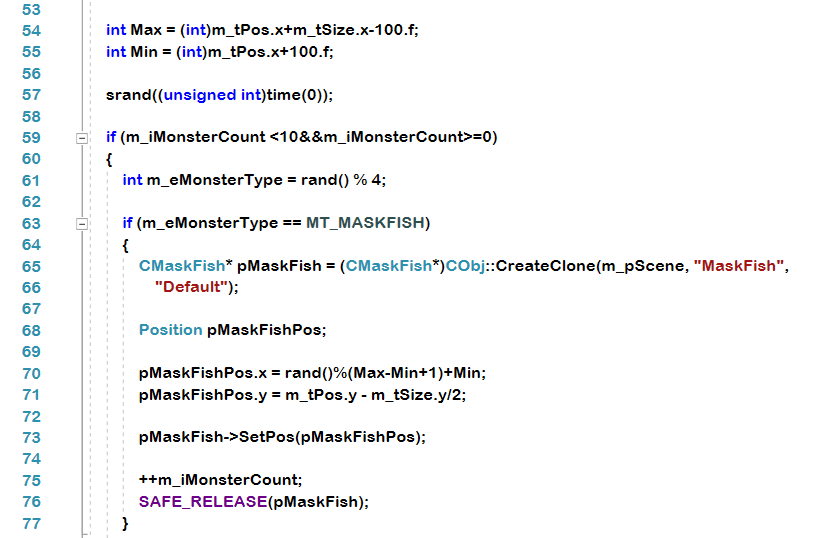 53
54 int Max = (int)m_tPos.x+m_tSize.x-100.f;
55 int Min = (int)m_tPos.x+100.f;
56
57 srand((unsigned int)time(0));
58
59 if (m_iMonsterCount <10&&m_iMonsterCount>=0)
60 {
61 int m_eMonsterType = rand() % 4;
62
63 if (m_eMonsterType == MT_MASKFISH)
64 {
65 CMaskFish* pMaskFish = (CMaskFish*)CObj::CreateClone(m_pScene, "MaskFish",
66 "Default");
67
68 Position pMaskFishPos;
69
70 pMaskFishPos.x = rand()%(Max-Min+1)+Min;
71 pMaskFishPos.y = m_tPos.y - m_tSize.y/2;
72
73 pMaskFish->SetPos(pMaskFishPos);
74
75 ++m_iMonsterCount;
76 SAFE_RELEASE(pMaskFish);
77 }